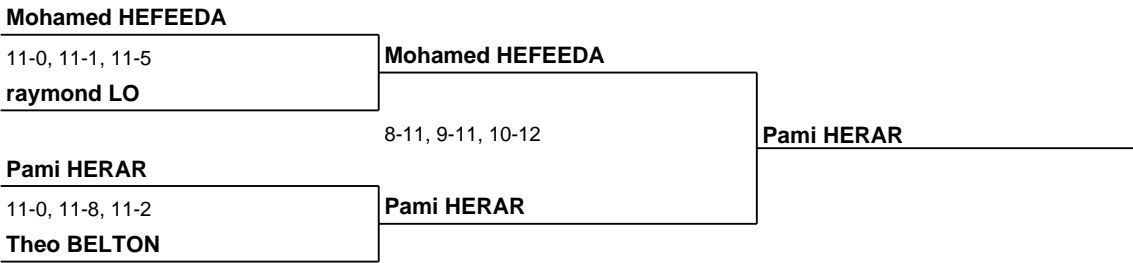 Mohamed HEFEEDA
11-0, 11-1, 11-5
Mohamed HEFEEDA
raymond LO
8-11, 9-11, 10-12
Pami HERAR
Pami HERAR
11-0, 11-8, 11-2
Pami HERAR
Theo BELTON